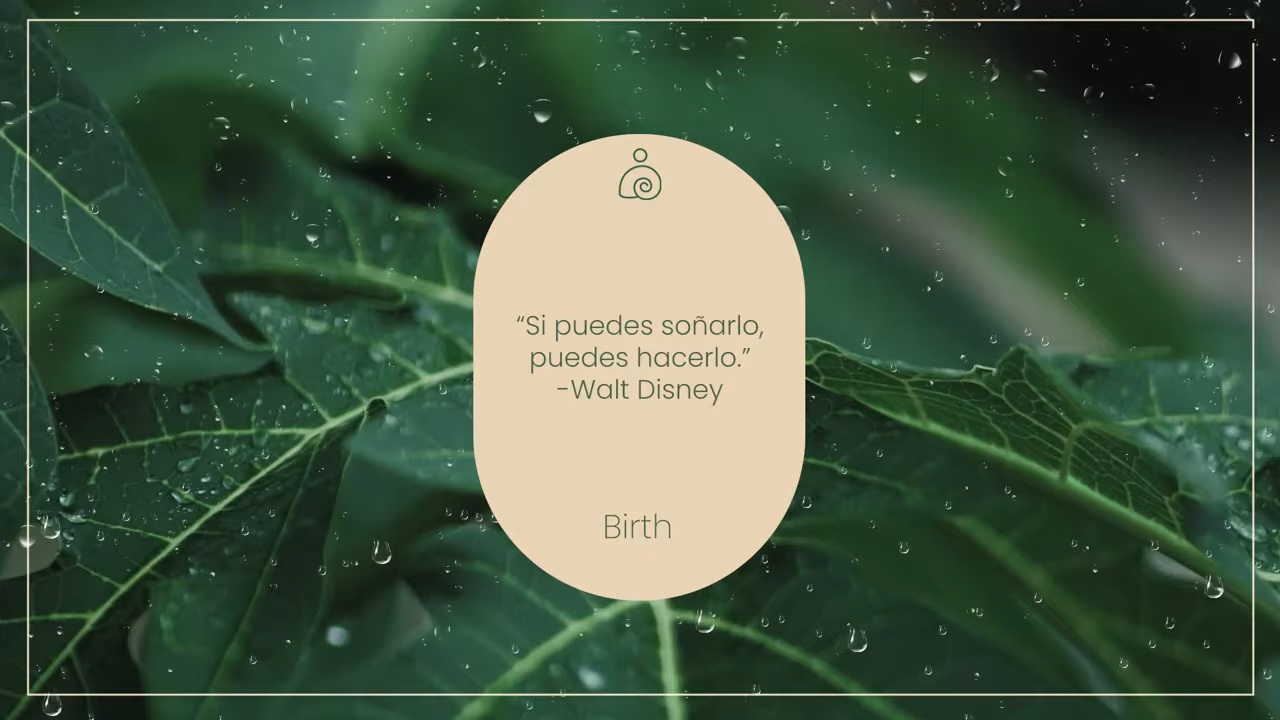 “Si puedes soñarlo,
puedes hacerlo.”
-Walt Disney
Birth